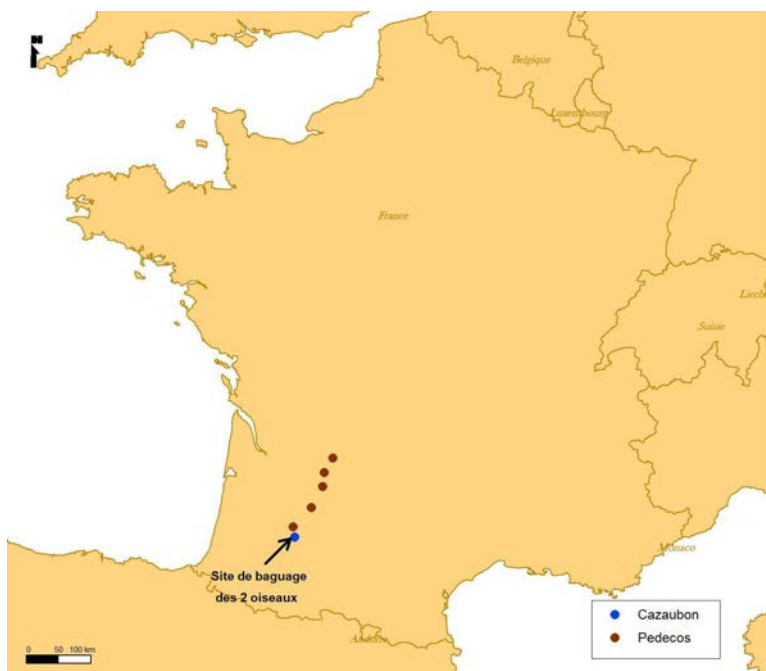 N
Belgique
Luxembourg
France
Liech
Suisse
Monaco
Site de baguage
des 2 oiseaux
Andorre
Cazaubon
Pedecos
0 50 100 km